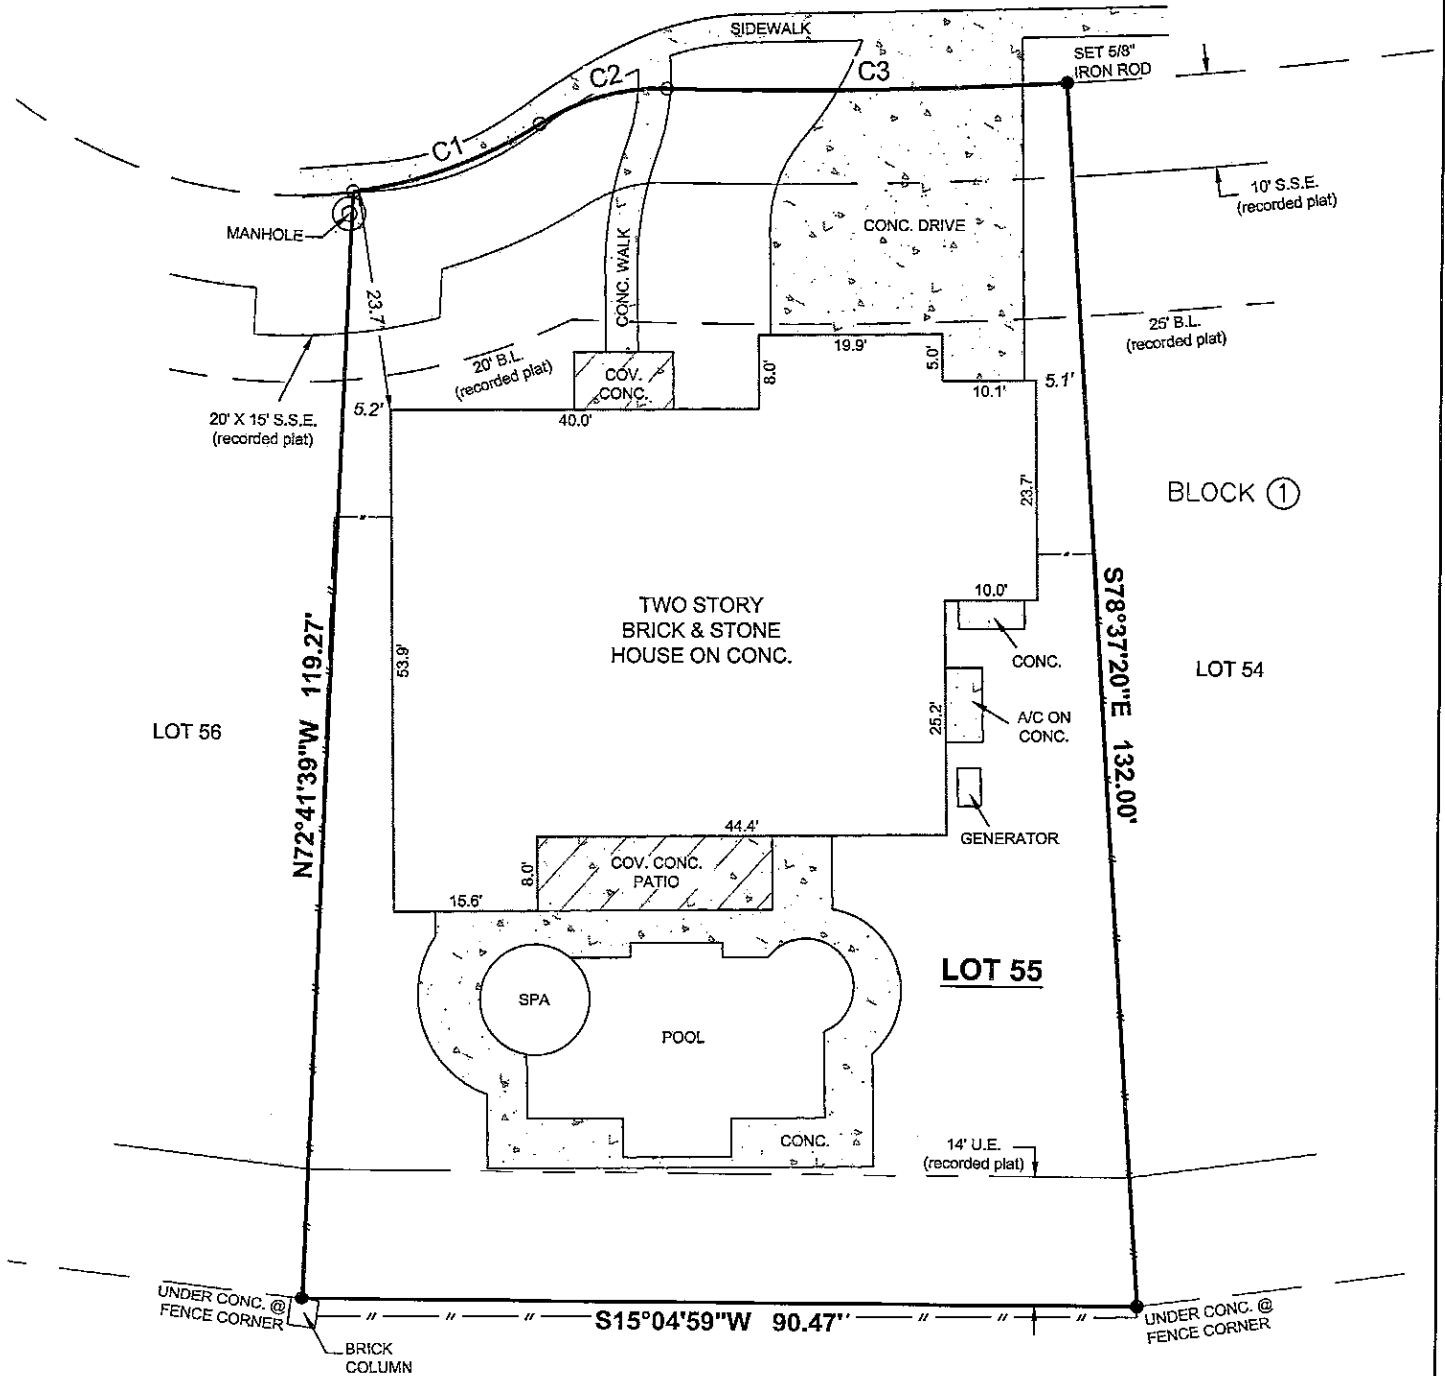 SIDEWALK
SET 5/8"
IRON ROD
C2
C3
C1
MANHOLE
10' S.S.E.
(recorded plat)
CONC. DRIVE
CONC. WALK
23.7'
25' B.L.
(recorded plat)
20' B.L.
(recorded plat)
19.9'
8.0'
5.0'
COV.
CONC.
10.1'
5.1'
5.2'
40.0'
20' X 15' S.S.E.
(recorded plat)
23.7'
BLOCK 1
TWO STORY
BRICK & STONE
HOUSE ON CONC.
10.0'
CONC.
S78°37'20"E 132.00'
N72°41'39"W 119.27'
53.9'
LOT 54
LOT 56
25.2'
A/C ON
CONC.
GENERATOR
44.4'
COV. CONC.
PATIO
8.0'
15.6'
LOT 55
SPA
POOL
CONC.
14' U.E.
(recorded plat)
UNDER CONC. @
FENCE CORNER
S15°04'59"W 90.47'
UNDER CONC. @
FENCE CORNER
BRICK
COLUMN